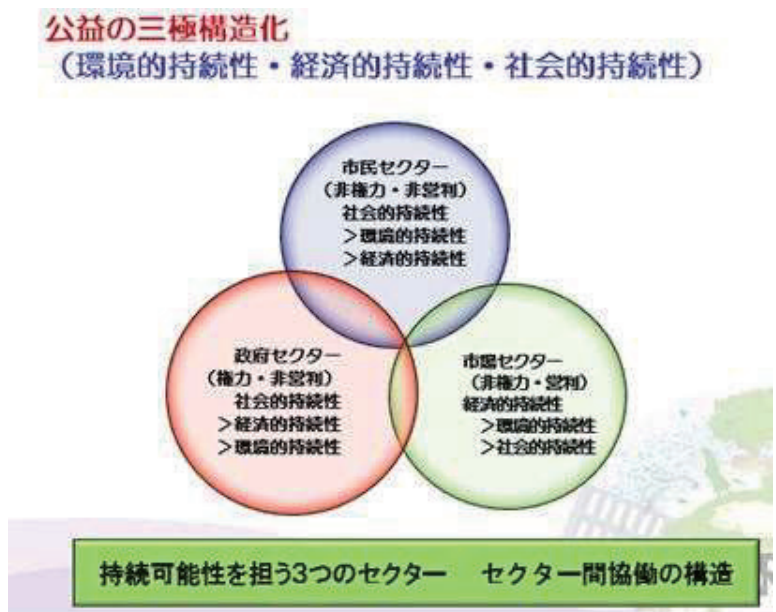 公益の三極構造化
（環境的持続性・経済的持続性・社会的持続性）
市民セクター
（非権力・非営利）
社会的持続性
＞環境的持続性
＞経済的持続性
政府セクター
（権力・非営利）
社会的持続性
＞経済的持続性
＞環境的持続性
市場セクター
（非権力・営利）
経済的持続性
＞環境的持続性
＞社会的持続性
持続可能性を担う3つのセクター　セクター間協働の構造